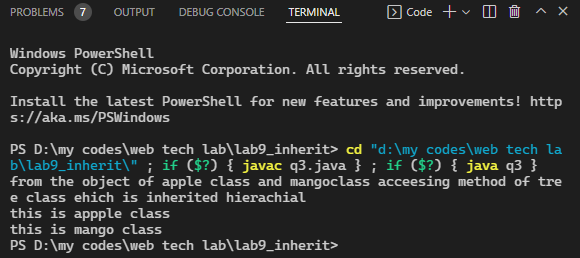 PROBLEMS 7 OUTPUT DEBUG CONSOLE TERMINAL Code
Windows PowerShell
Copyright (C) Microsoft Corporation. All rights reserved.
Install the latest PowerShell for new features and improvements! http
s://aka.ms/PSWindows
PS D:\my codes\web tech lab\lab9_inherit> cd "d:\my codes\web tech la
b\lab9_inherit\" ; if ($?) { javac q3.java } ; if ($?) { java q3 }
from the object of apple class and mangoclass acceesing method of tre
e class ehich is inherited hierachial
this is appple class
this is mango class
PS D:\my codes\web tech lab\lab9_inherit>